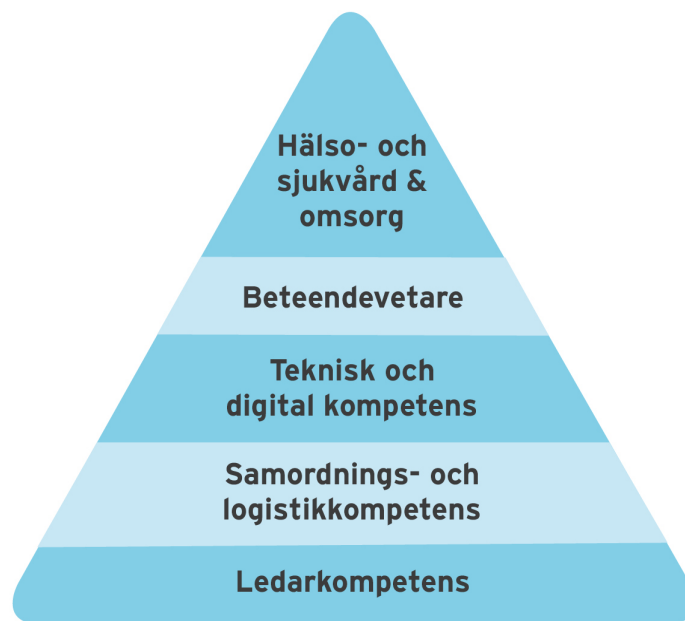 Hälso- och
sjukvård &
omsorg
Beteendevetare
Teknisk och
digital kompetens
Samordnings- och
logistikkompetens
Ledarkompetens